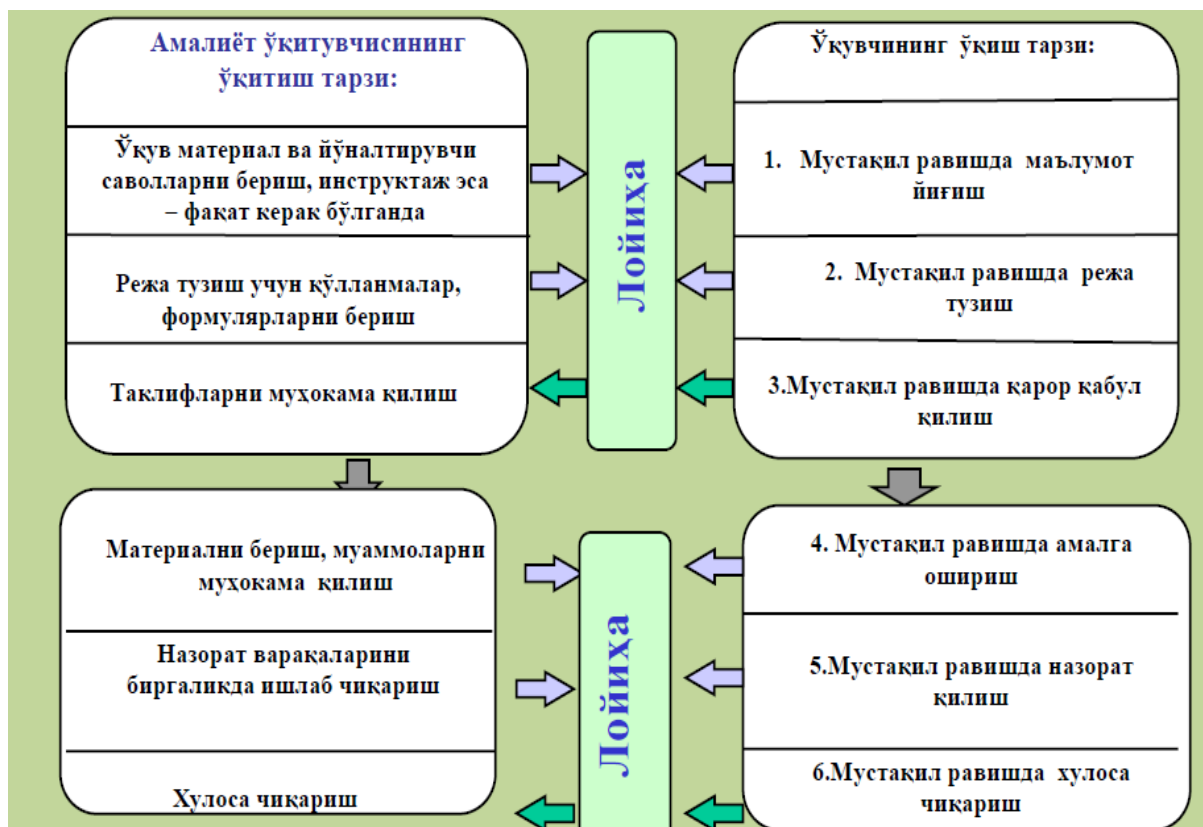 Амалиёт ўқитувчисининг
ўқитиш тарзи:
Ўқув материал ва йўналтирувчи
саволларни бериш, инструктаж эса
– фақат керак бўлганда
Режа тузиш учун қўлланмалар,
формулярларни бериш
Таклифларни муҳокама қилиш
Лойиҳа
Ўқувчининг ўқиш тарзи:
1. Мустақил равишда маълумот
йиғиш
2. Мустақил равишда режа
тузиш
3.Мустақил равишда қарор қабул
қилиш
Материални бериш, муаммоларни
муҳокама қилиш
Назорат варақаларини
биргаликда ишлаб чиқариш
Хулоса чиқариш
Лойиҳа
4. Мустақил равишда амалга
ошириш
5.Мустақил равишда назорат
қилиш
6.Мустақил равишда хулоса
чиқариш